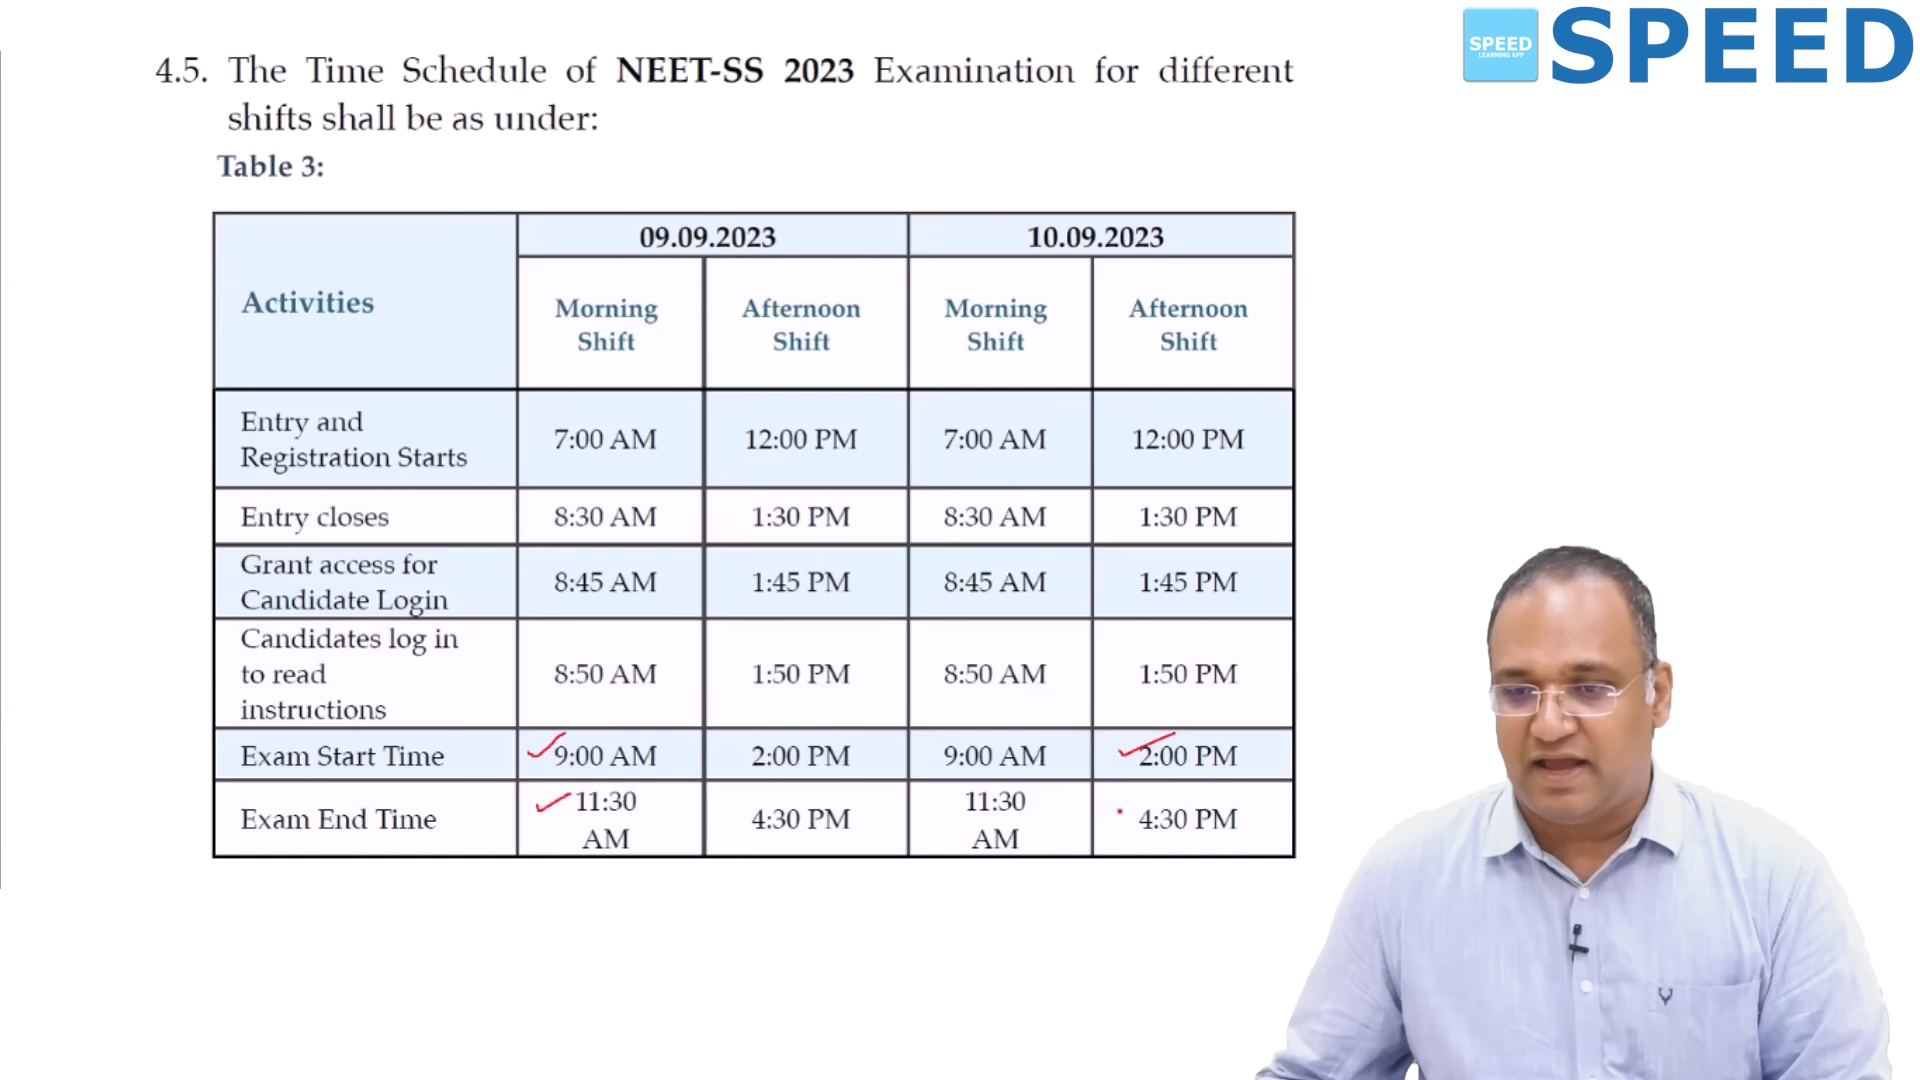 SPEED
LEARNING APP
SPEED
4.5. The Time Schedule of NEET-SS 2023 Examination for different
shifts shall be as under:
Table 3:
Activities
09.09.2023
10.09.2023
Morning
Shift
Afternoon
Shift
Morning
Shift
Afternoon
Shift
Entry and
Registration Starts
7:00 AM
12:00 PM
7:00 AM
12:00 PM
Entry closes
8:30 AM
1:30 PM
8:30 AM
1:30 PM
Grant access for
Candidate Login
8:45 AM
1:45 PM
8:45 AM
1:45 PM
Candidates log in
to read
instructions
8:50 AM
1:50 PM
8:50 AM
1:50 PM
Exam Start Time
9:00 AM
2:00 PM
9:00 AM
2:00 PM
Exam End Time
11:30
AM
4:30 PM
11:30
AM
4:30 PM